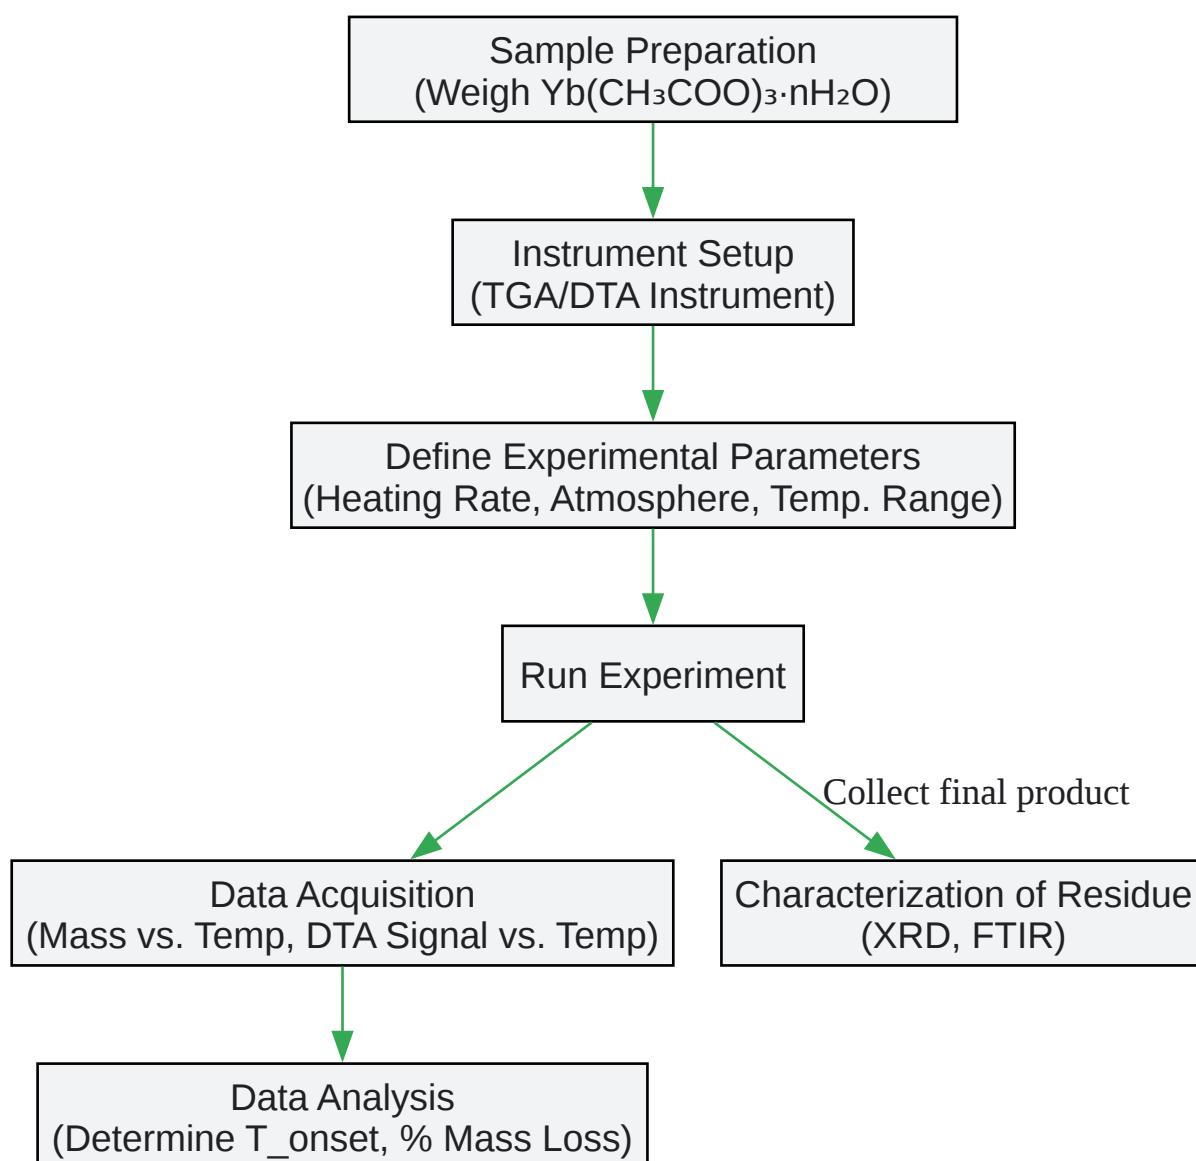 Sample Preparation
(Weigh Yb(CH₃COO)₃·nH₂O)
Instrument Setup
(TGA/DTA Instrument)
Define Experimental Parameters
(Heating Rate, Atmosphere, Temp. Range)
Run Experiment
Collect final product
Data Acquisition
(Mass vs. Temp, DTA Signal vs. Temp)
Characterization of Residue
(XRD, FTIR)
Data Analysis
(Determine T_onset, % Mass Loss)